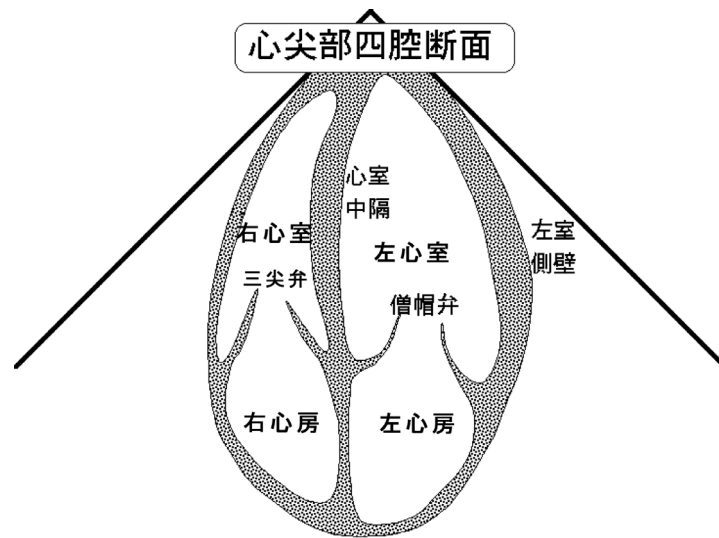 心尖部四腔断面
心室
中隔
右心室
左心室
左室
側壁
三尖弁
僧帽弁
右心房
左心房